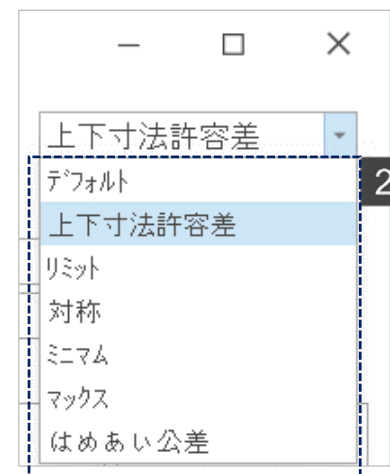 上下寸法許容差
ﾃﾞﾌｫﾙﾄ
2
上下寸法許容差
ﾘﾐｯﾄ
対称
ﾐﾆﾏﾑ
ﾏｯｸｽ
はめあい公差